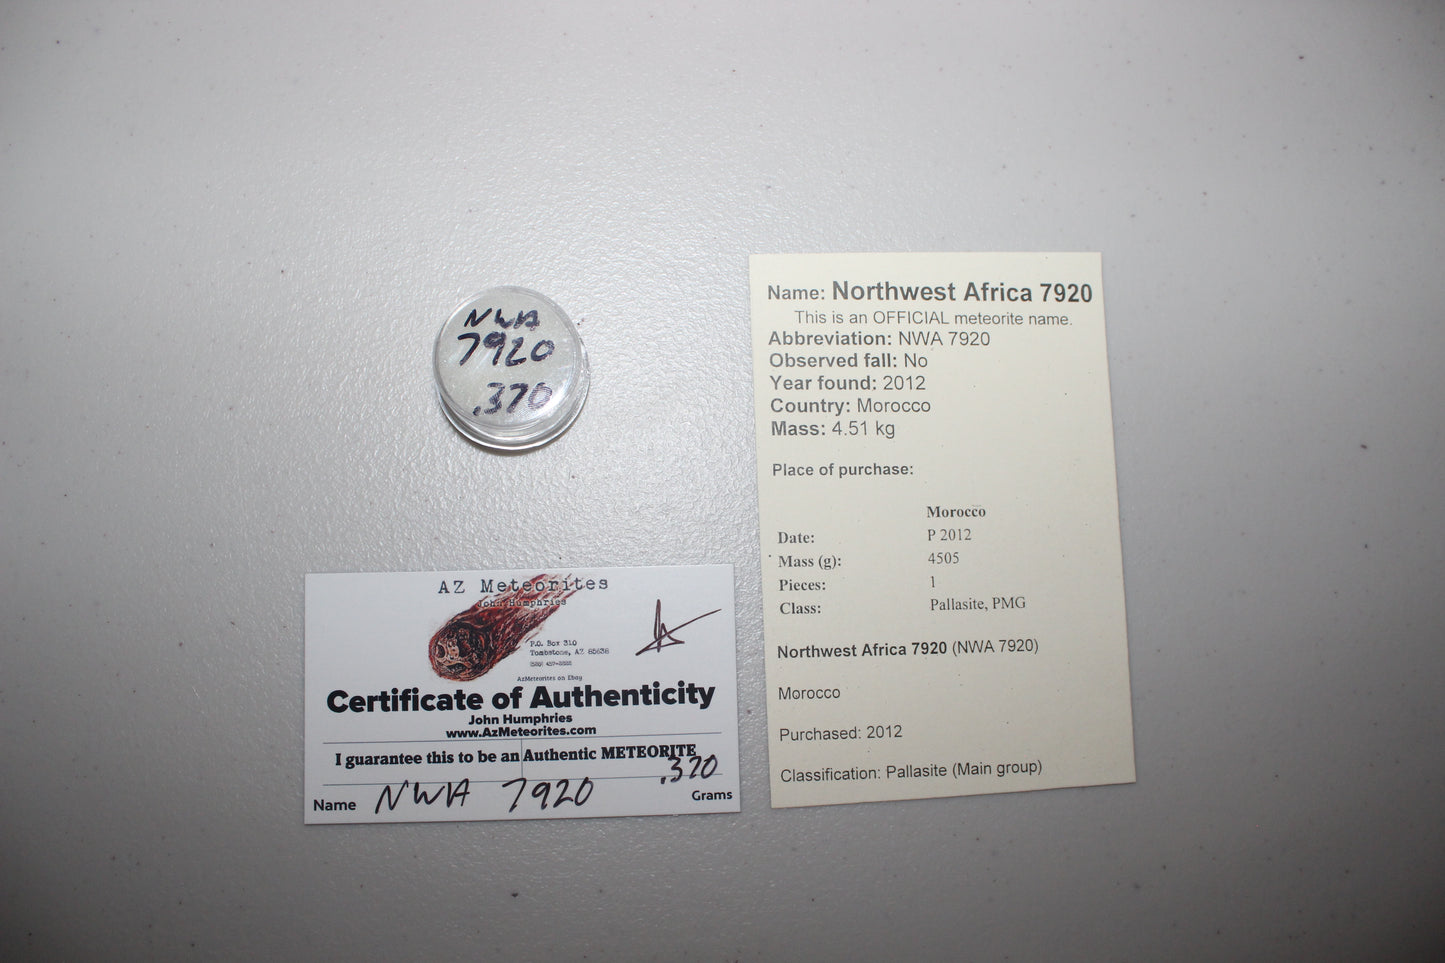 NWA
7920
.370
Name: Northwest Africa 7920
This is an OFFICIAL meteorite name.
Abbreviation: NWA 7920
Observed fall: No
Year found: 2012
Country: Morocco
Mass: 4.51 kg
Place of purchase:
Morocco
Date: P 2012
Mass (g): 4505
Pieces: 1
Class: Pallasite, PMG
Northwest Africa 7920 (NWA 7920)
Morocco
Purchased: 2012
Classification: Pallasite (Main group)
AZ Meteorites
John Humphries
P.O. Box 310
Tombstone, AZ 85638
AzMeteorites on Ebay
Certificate of Authenticity
John Humphries
www.AzMeteorites.com
I guarantee this to be an Authentic METEORITE
.370
Name NWA 7920 Grams